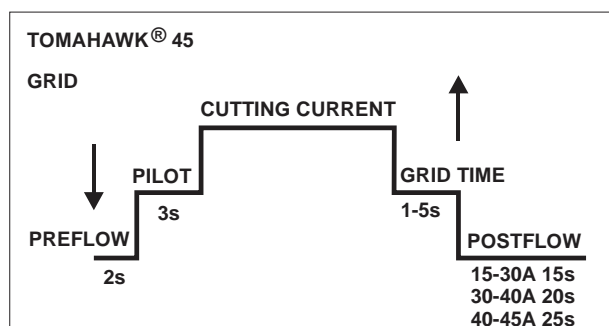 TOMAHAWK® 45
GRID
CUTTING CURRENT
PILOT
GRID TIME
3s
1-5s
PREFLOW
POSTFLOW
2s
15-30A 15s
30-40A 20s
40-45A 25s